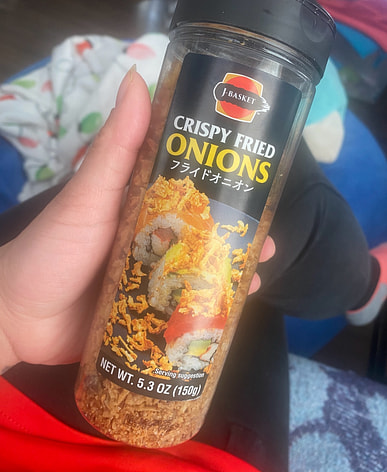 J-BASKET
CRISPY FRIED
ONIONS
フライドオニオン
Serving suggestion
NET WT. 5.3 OZ (150g)